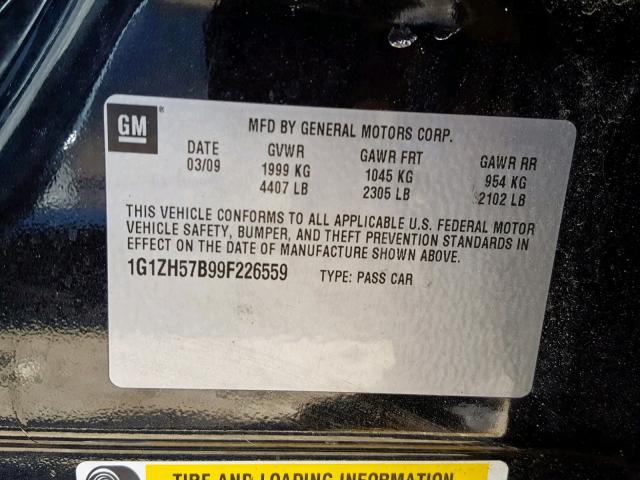 GM ®
MFD BY GENERAL MOTORS CORP.
DATE GVWR GAWR FRT GAWR RR
03/09 1999 KG 1045 KG 954 KG
4407 LB 2305 LB 2102 LB
THIS VEHICLE CONFORMS TO ALL APPLICABLE U.S. FEDERAL MOTOR
VEHICLE SAFETY, BUMPER, AND THEFT PREVENTION STANDARDS IN
EFFECT ON THE DATE OF MANUFACTURE SHOWN ABOVE.
1G1ZH57B99F226559 TYPE: PASS CAR
TIRE AND LOADING INFORMATION